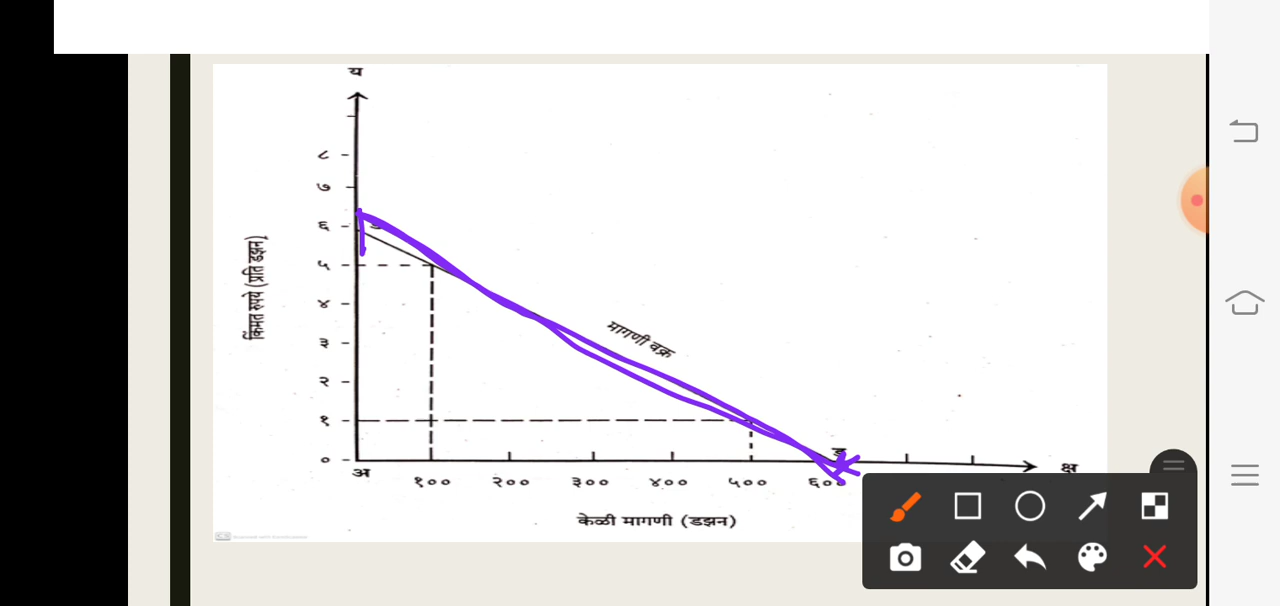 य
८
७
६
५
४
३
२
१
०
किंमत रुपये (प्रति डझन)
मागणी वक्र
ड
अ
क्ष
१०० २०० ३०० ४०० ५०० ६००
केळी मागणी (डझन)